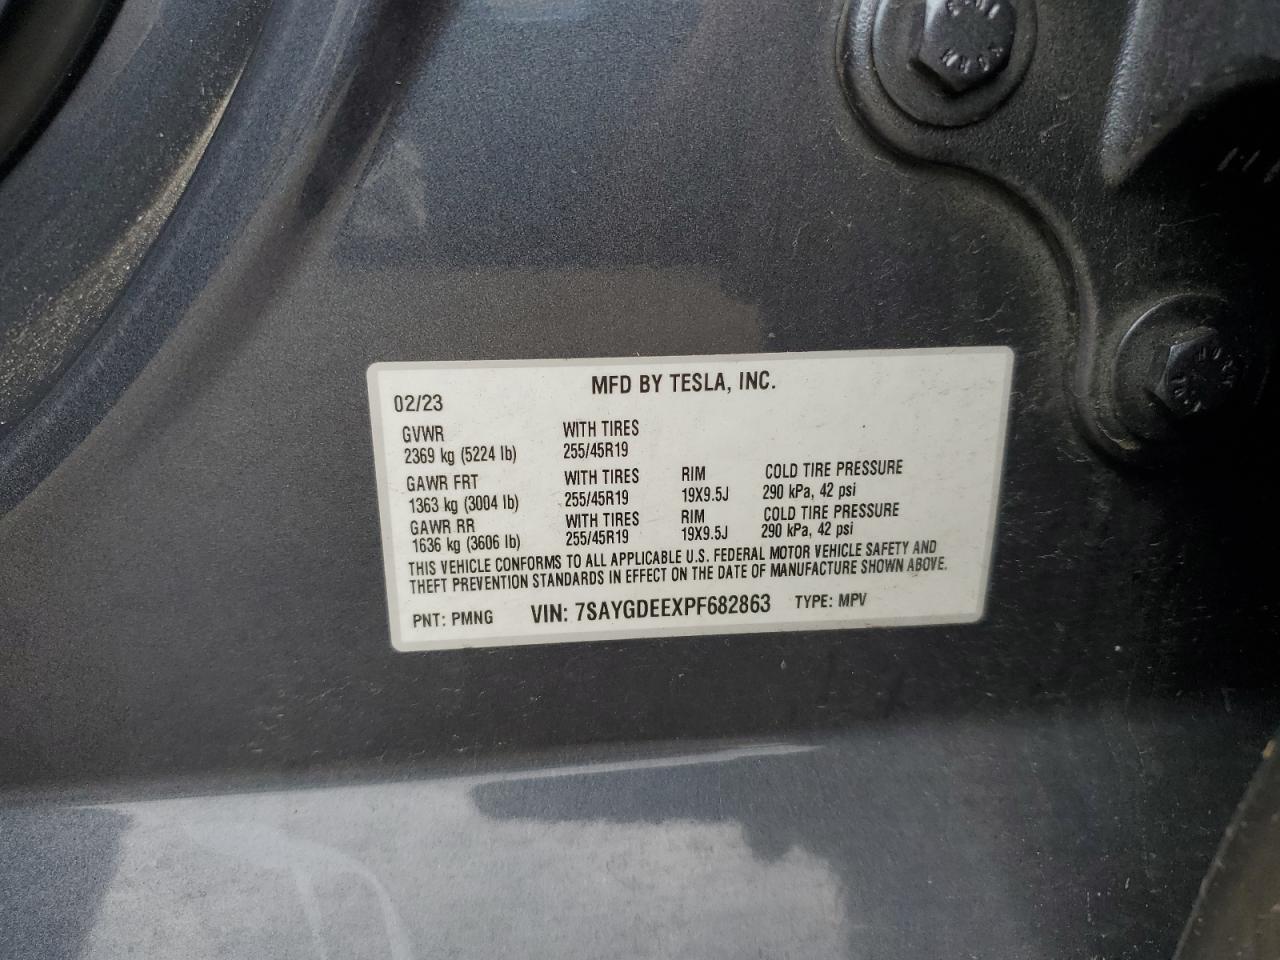 MFD BY TESLA, INC.
02/23
GVWR WITH TIRES
2369 kg (5224 lb) 255/45R19
GAWR FRT WITH TIRES RIM COLD TIRE PRESSURE
1363 kg (3004 lb) 255/45R19 19X9.5J 290 kPa, 42 psi
GAWR RR WITH TIRES RIM COLD TIRE PRESSURE
1636 kg (3606 lb) 255/45R19 19X9.5J 290 kPa, 42 psi
THIS VEHICLE CONFORMS TO ALL APPLICABLE U.S. FEDERAL MOTOR VEHICLE SAFETY AND
THEFT PREVENTION STANDARDS IN EFFECT ON THE DATE OF MANUFACTURE SHOWN ABOVE.
PNT: PMNG VIN: 7SAYGDEEXPF682863 TYPE: MPV